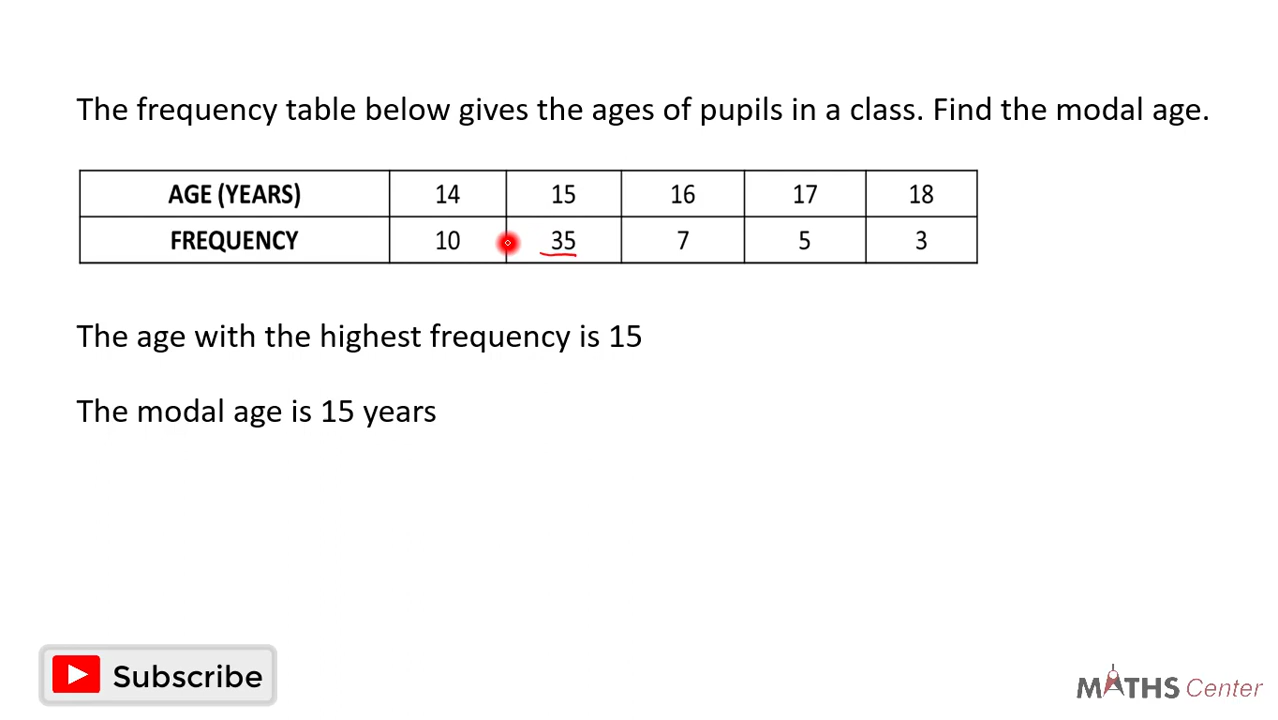 The frequency table below gives the ages of pupils in a class. Find the modal age.
AGE (YEARS) 14 15 16 17 18
FREQUENCY 10 35 7 5 3
The age with the highest frequency is 15
The modal age is 15 years
Subscribe
MATHS Center